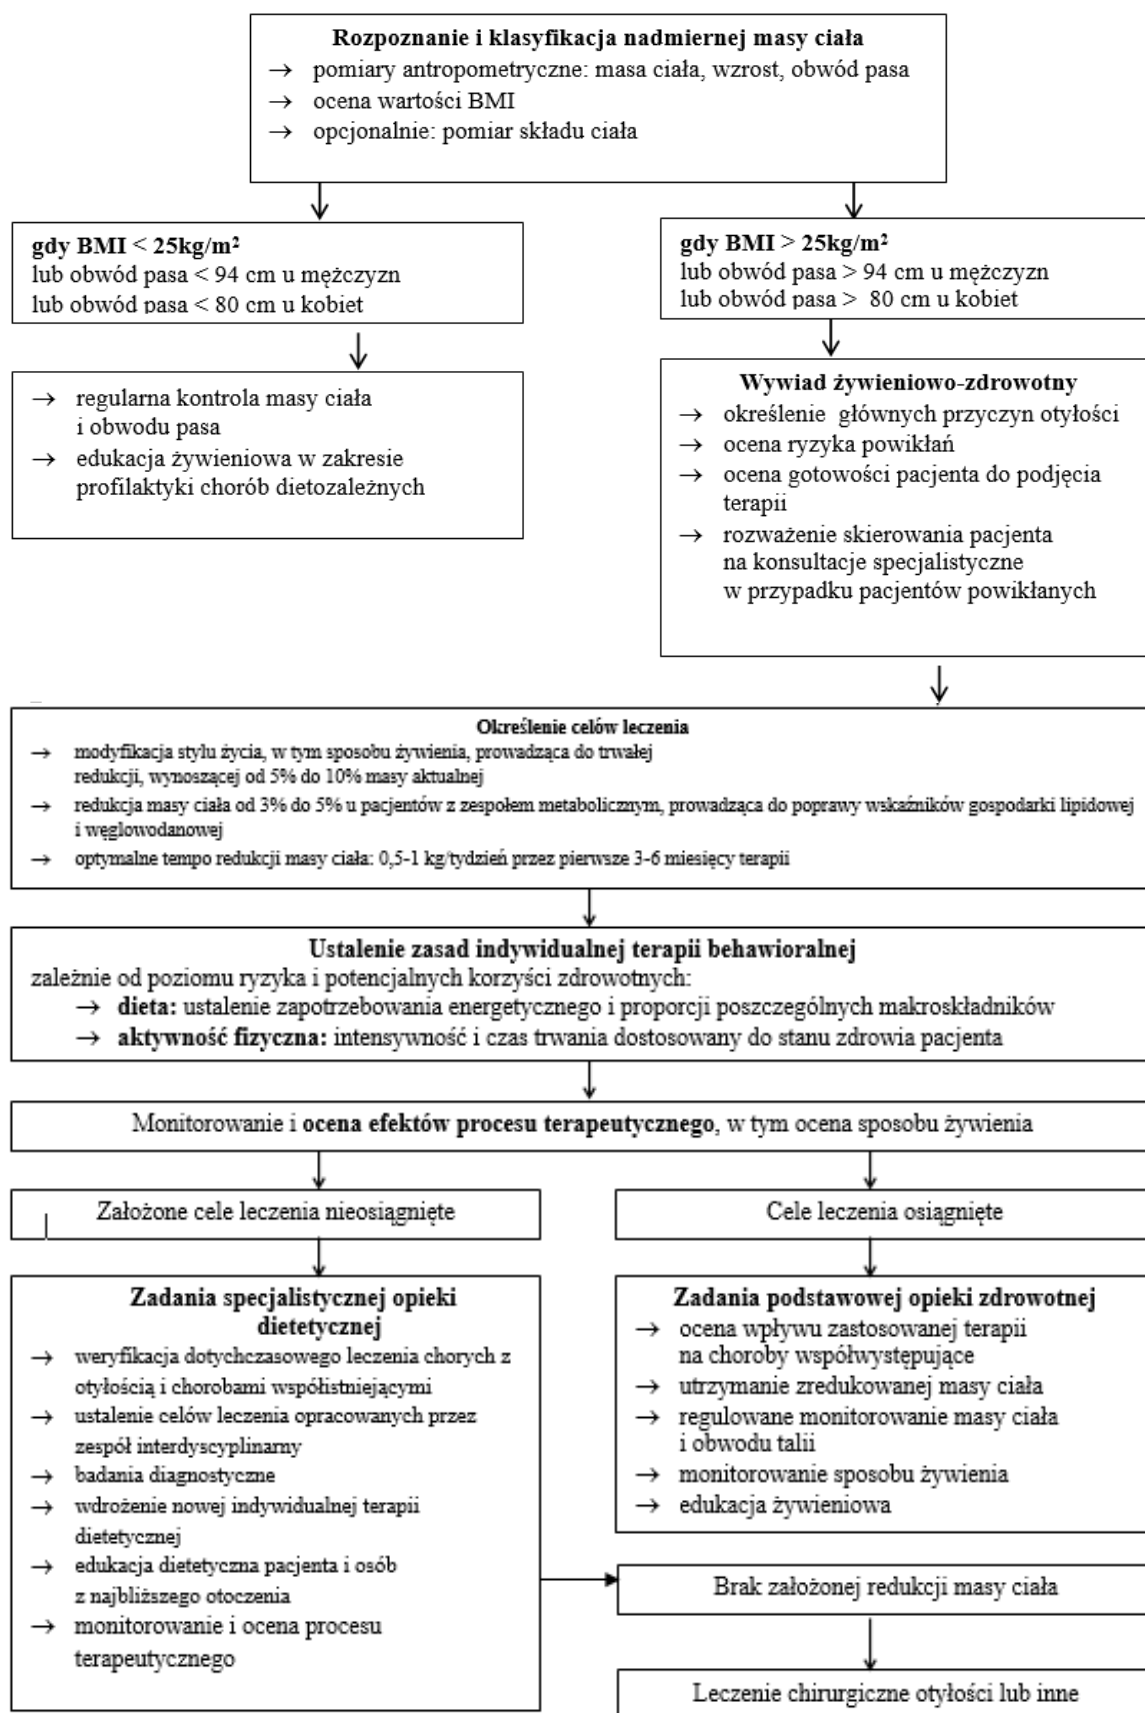 Rozpoznanie i klasyfikacja nadmiernej masy ciała
→ pomiary antropometryczne: masa ciała, wzrost, obwód pasa
→ ocena wartości BMI
→ opcjonalnie: pomiar składu ciała
gdy BMI < 25kg/m²
lub obwód pasa < 94 cm u mężczyzn
lub obwód pasa < 80 cm u kobiet
→ regularna kontrola masy ciała
i obwodu pasa
→ edukacja żywieniowa w zakresie
profilaktyki chorób dietozależnych
gdy BMI > 25kg/m²
lub obwód pasa > 94 cm u mężczyzn
lub obwód pasa > 80 cm u kobiet
Wywiad żywieniowo-zdrowotny
→ określenie głównych przyczyn otyłości
→ ocena ryzyka powikłań
→ ocena gotowości pacjenta do podjęcia
terapii
→ rozważenie skierowania pacjenta
na konsultacje specjalistyczne
w przypadku pacjentów powikłanych
Określenie celów leczenia
→ modyfikacja stylu życia, w tym sposobu żywienia, prowadząca do trwałej
redukcji, wynoszącej od 5% do 10% masy aktualnej
→ redukcja masy ciała od 3% do 5% u pacjentów z zespołem metabolicznym, prowadząca do poprawy wskaźników gospodarki lipidowej
i węglowodanowej
→ optymalne tempo redukcji masy ciała: 0,5-1 kg/tydzień przez pierwsze 3-6 miesięcy terapii
Ustalenie zasad indywidualnej terapii behawioralnej
zależnie od poziomu ryzyka i potencjalnych korzyści zdrowotnych:
→ dieta: ustalenie zapotrzebowania energetycznego i proporcji poszczególnych makroskładników
→ aktywność fizyczna: intensywność i czas trwania dostosowany do stanu zdrowia pacjenta
Monitorowanie i ocena efektów procesu terapeutycznego, w tym ocena sposobu żywienia
Założone cele leczenia nieosiągnięte
Zadania specjalistycznej opieki
dietetycznej
→ weryfikacja dotychczasowego leczenia chorych z
otyłością i chorobami współistniejącymi
→ ustalenie celów leczenia opracowanych przez
zespół interdyscyplinarny
→ badania diagnostyczne
→ wdrożenie nowej indywidualnej terapii
dietetycznej
→ edukacja dietetyczna pacjenta i osób
z najbliższego otoczenia
→ monitorowanie i ocena procesu
terapeutycznego
Cele leczenia osiągnięte
Zadania podstawowej opieki zdrowotnej
→ ocena wpływu zastosowanej terapii
na choroby współwystępujące
→ utrzymanie zredukowanej masy ciała
→ regulowane monitorowanie masy ciała
i obwodu talii
→ monitorowanie sposobu żywienia
→ edukacja żywieniowa
Brak założonej redukcji masy ciała
Leczenie chirurgiczne otyłości lub inne